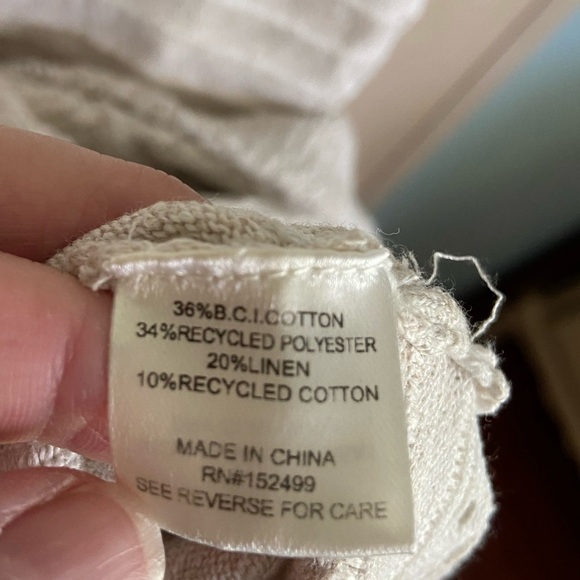 36%B.C.I.COTTON
34%RECYCLED POLYESTER
20%LINEN
10%RECYCLED COTTON
MADE IN CHINA
RN#152499
SEE REVERSE FOR CARE